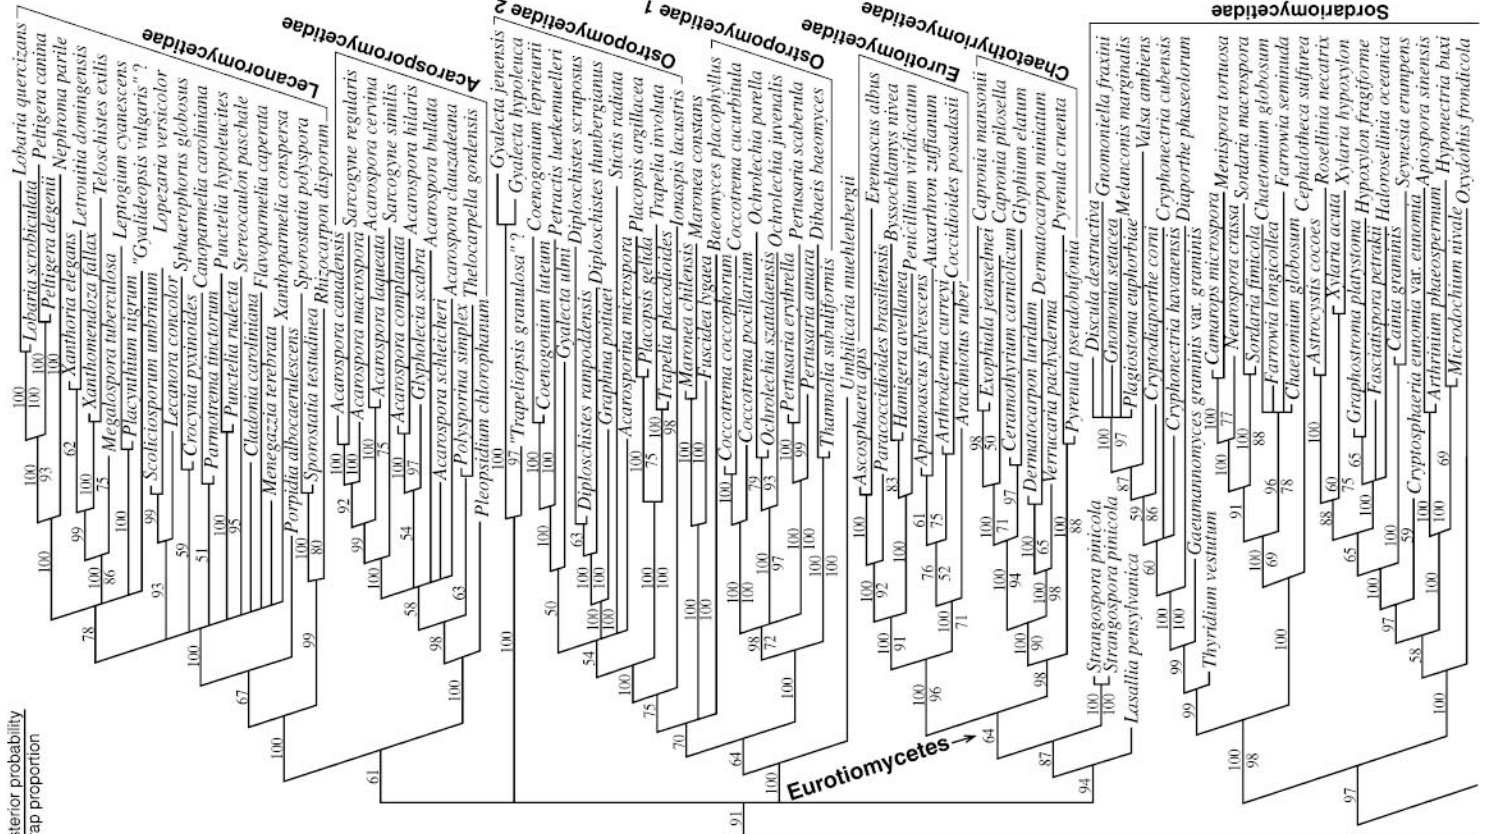 Lecanoromycetidae
Acarosporomycetidae
Ostropomycetidae 2
Ostropomycetidae 1
Eurotiomycetidae
Chaetothyriomycetidae
Sordariomycetidae
Lobaria quercizans
Lobaria scrobiculata
Peltigera canina
Peltigera degenii
Nephroma parile
Xanthoria elegans
Letrouitia domingensis
Xanthomendoza fallax
Teloschistes exilis
Megalospora tuberculosa
Leptogium cyanescens
Placynthium nigrum
"Gyalideopsis vulgaris" ?
Scoliciosporum umbrinum
Lopezaria versicolor
Lecanora concolor
Sphaerophorus globosus
Crocynia pyxinoides
Canoparmelia caroliniana
Parmotrema tinctorum
Punctelia hypoleucites
Punctelia rudecta
Stereocaulon paschale
Cladonia caroliniana
Flavoparmelia caperata
Menegazzia terebrata
Xanthoparmelia conspersa
Porpidia albocaerulescens
Sporastatia polyspora
Sporastatia testudinea
Rhizocarpon disporum
Acarospora canadensis
Sarcogyne regularis
Acarospora macrospora
Acarospora cervina
Acarospora laqueata
Sarcogyne similis
Acarospora complanata
Acarospora hilaris
Glypholecia scabra
Acarospora bullata
Acarospora schleicheri
Acarospora clauzadeana
Polysporina simplex
Thelocarpella gordensis
Pleopsidium chlorophanum
Gyalecta jenensis
Gyalecta hypoleuca
"Trapeliopsis granulosa" ?
Coenogonium leprieurii
Coenogonium luteum
Petractis luetkemuelleri
Gyalecta ulmi
Diploschistes scruposus
Diploschistes rampoddensis
Diploschistes thunbergianus
Graphina poitiaei
Stictis radiata
Acarosporina microspora
Placopsis argillacea
Placopsis gelida
Trapelia involuta
Trapelia placodioides
Ionaspis lacustris
Maronea chilensis
Maronea constans
Fuscidea lygaea
Baeomyces placophyllus
Coccotrema coccophorum
Coccotrema cucurbitula
Coccotrema pocillarium
Ochrolechia parella
Ochrolechia szatalaensis
Ochrolechia juvenalis
Pertusaria erythrella
Pertusaria scaberula
Pertusaria amara
Dibaeis baeomyces
Thamnolia subuliformis
Umbilicaria muehlenbergii
Ascosphaera apis
Eremascus albus
Paracoccidioides brasiliensis
Byssochlamys nivea
Hamigera avellanea
Penicillium viridicatum
Aphanoascus fulvescens
Auxarthron zuffianum
Arthroderma curreyi
Coccidioides posadasii
Arachniotus ruber
Capronia mansonii
Exophiala jeanselmei
Capronia pilosella
Ceramothyrium carniolicum
Glyphium elatum
Dermatocarpon luridum
Dermatocarpon miniatum
Verrucaria pachyderma
Pyrenula cruenta
Pyrenula pseudobufonia
Strangospora pinicola
Strangospora pinicola
Lasallia pensylvanica
Discula destructiva
Gnomoniella fraxini
Gnomonia setacea
Melanconis marginalis
Plagiostoma euphorbiae
Valsa ambiens
Cryptodiaporthe corni
Cryphonectria cubensis
Cryphonectria havanensis
Diaporthe phaseolorum
Gaeumannomyces graminis var. graminis
Thyridium vestutum
Camarops microspora
Menispora tortuosa
Neurospora crassa
Sordaria macrospora
Sordaria fimicola
Chaetomium globosum
Farrowia longicollea
Farrowia seminuda
Chaetomium globosum
Cephalotheca sulfurea
Astrocystis cocoes
Rosellinia necatrix
Xylaria acuta
Xylaria hypoxylon
Graphostroma platystoma
Hypoxylon fragiforme
Fasciatispora petrakii
Halorosellinia oceanica
Cainia graminis
Seynesia erumpens
Cryptosphaeria eunomia var. eunomia
Apiospora sinensis
Arthrinium phaeospermum
Hyponectria buxi
Microdochium nivale
Oxydothis frondicola
Eurotiomycetes
sterior probability
rap proportion